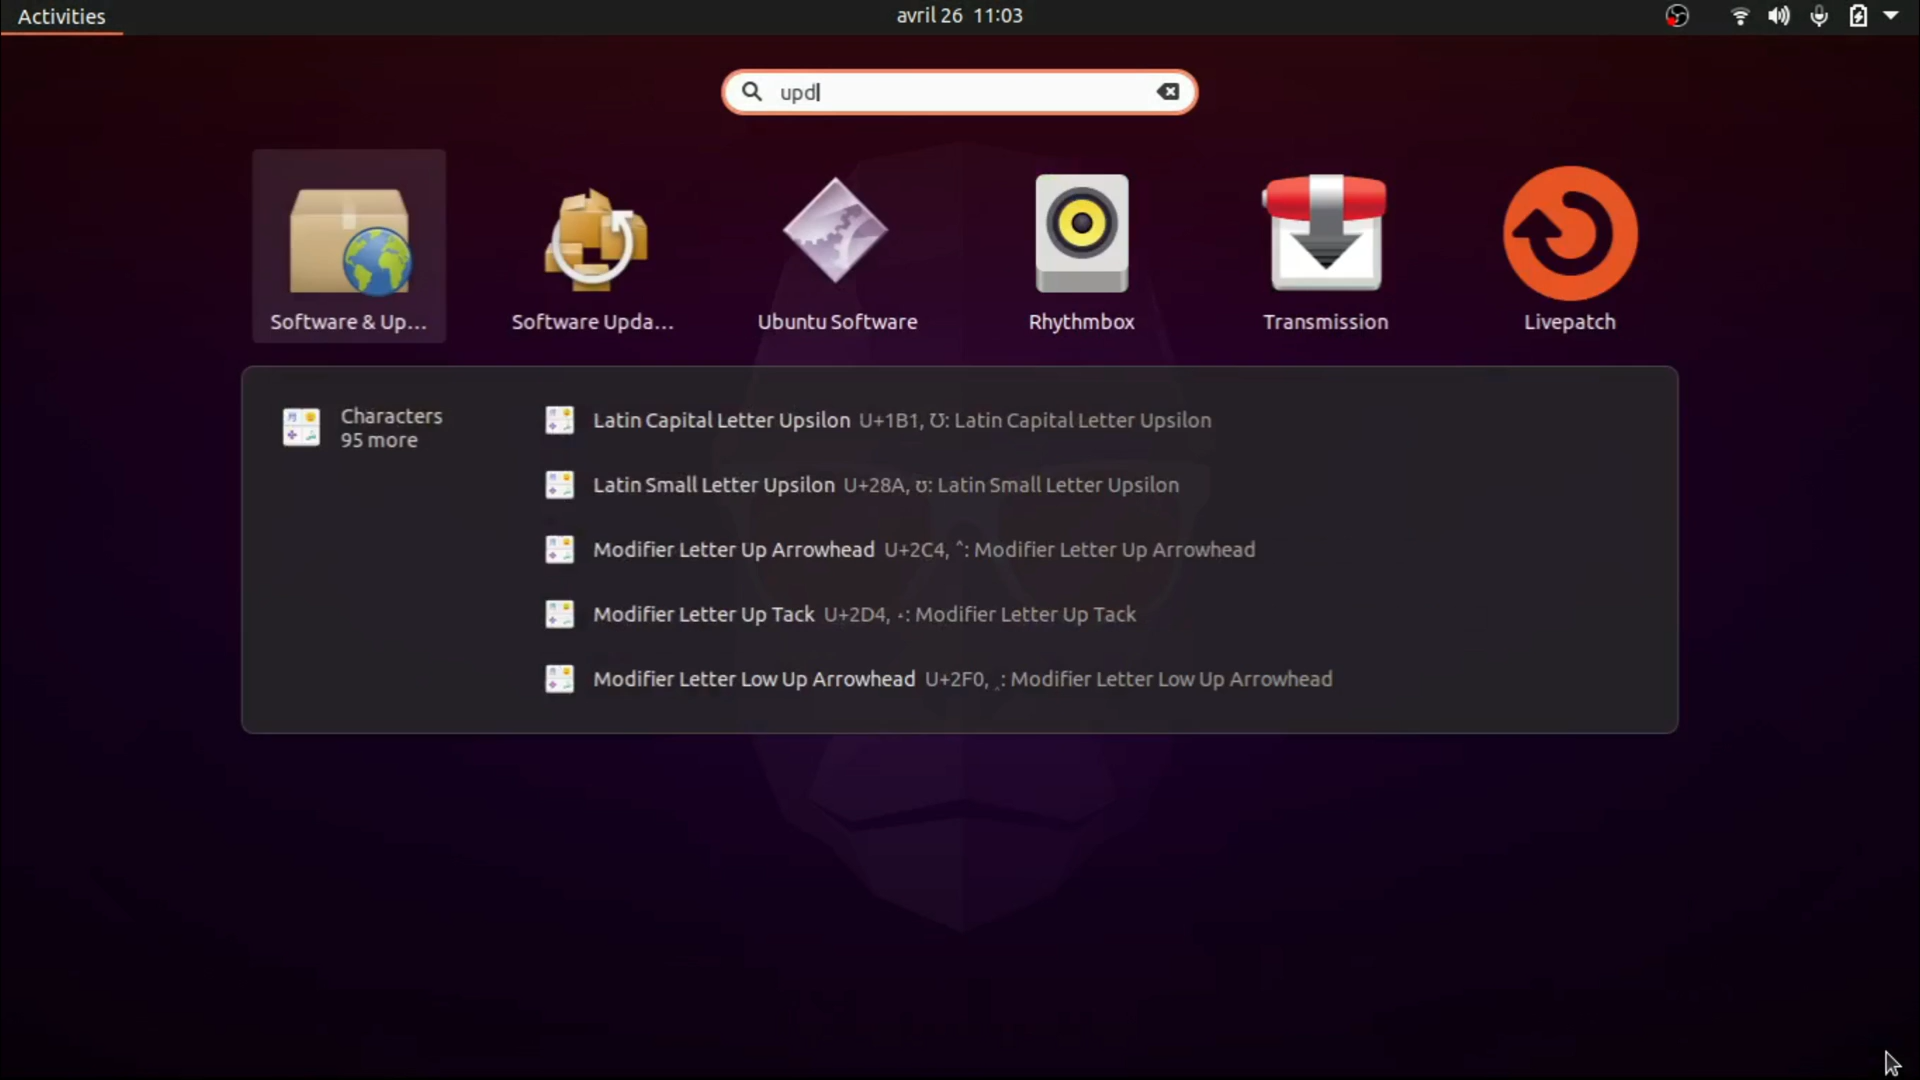 Activities
avril 26 11:03
upd
Software & Up...
Software Upda...
Ubuntu Software
Rhythmbox
Transmission
Livepatch
Characters
95 more
Latin Capital Letter Upsilon U+1B1, Ʊ: Latin Capital Letter Upsilon
Latin Small Letter Upsilon U+28A, ʊ: Latin Small Letter Upsilon
Modifier Letter Up Arrowhead U+2C4, ˄: Modifier Letter Up Arrowhead
Modifier Letter Up Tack U+2D4, ˔: Modifier Letter Up Tack
Modifier Letter Low Up Arrowhead U+2F0, ˰: Modifier Letter Low Up Arrowhead